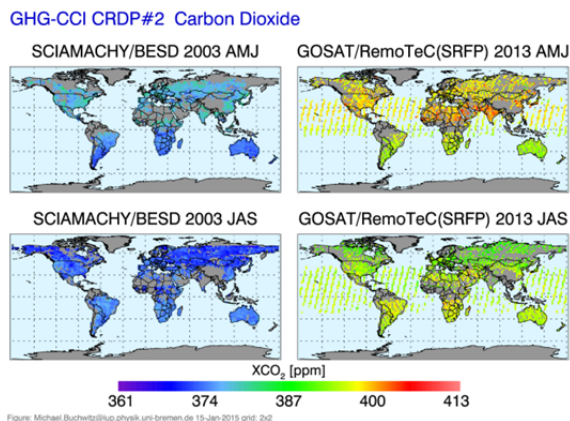 GHG-CCI CRDP#2 Carbon Dioxide
SCIAMACHY/BESD 2003 AMJ
GOSAT/RemoTeC(SRFP) 2013 AMJ
SCIAMACHY/BESD 2003 JAS
GOSAT/RemoTeC(SRFP) 2013 JAS
XCO₂ [ppm]
361 374 387 400 413
Figure: Michael.Buchwitz@iup.physik.uni-bremen.de 15-Jan-2015 grid: 2x2